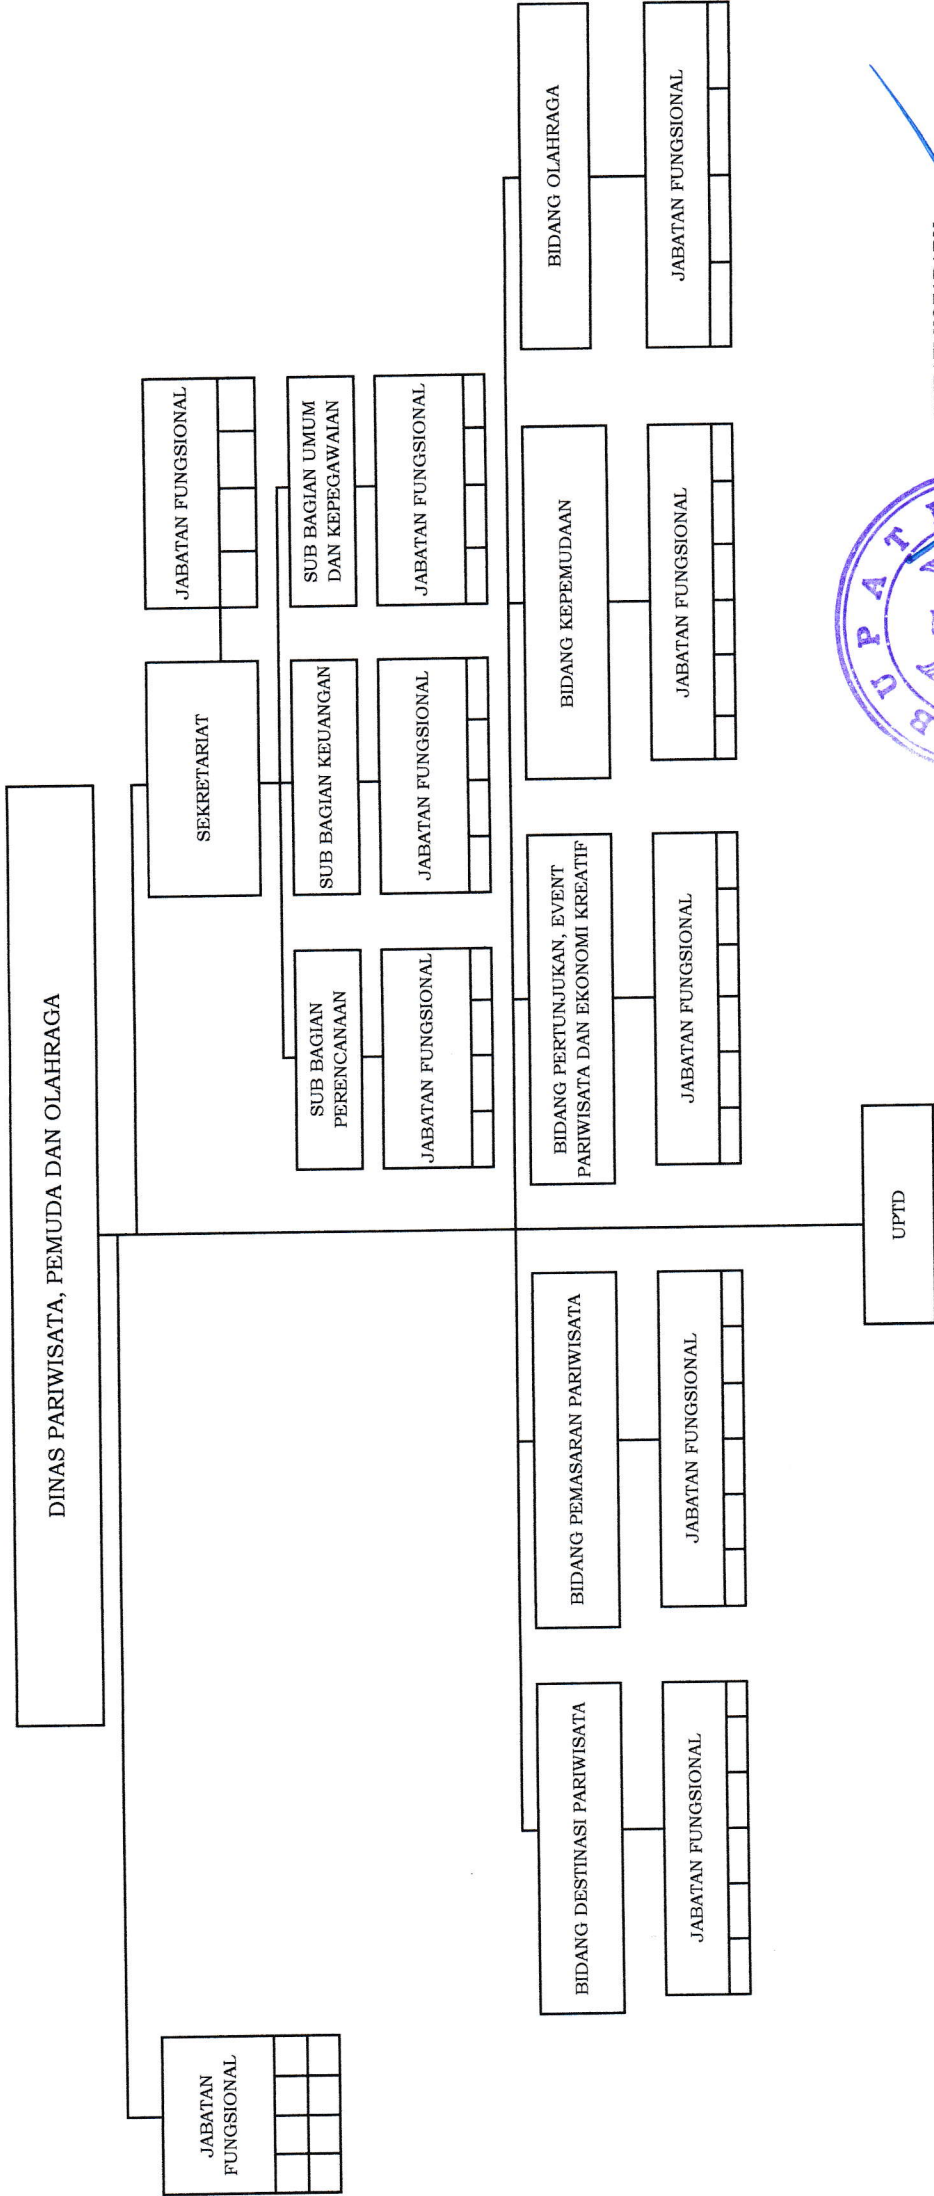 DINAS PARIWISATA, PEMUDA DAN OLAHRAGA
JABATAN
FUNGSIONAL
SEKRETARIAT
JABATAN FUNGSIONAL
SUB BAGIAN
PERENCANAAN
SUB BAGIAN KEUANGAN
SUB BAGIAN UMUM
DAN KEPEGAWAIAN
JABATAN FUNGSIONAL
JABATAN FUNGSIONAL
JABATAN FUNGSIONAL
BIDANG DESTINASI PARIWISATA
BIDANG PEMASARAN PARIWISATA
BIDANG PERTUNJUKAN, EVENT
PARIWISATA DAN EKONOMI KREATIF
BIDANG KEPEMUDAAN
BIDANG OLAHRAGA
JABATAN FUNGSIONAL
JABATAN FUNGSIONAL
JABATAN FUNGSIONAL
JABATAN FUNGSIONAL
JABATAN FUNGSIONAL
UPTD
BUPAT